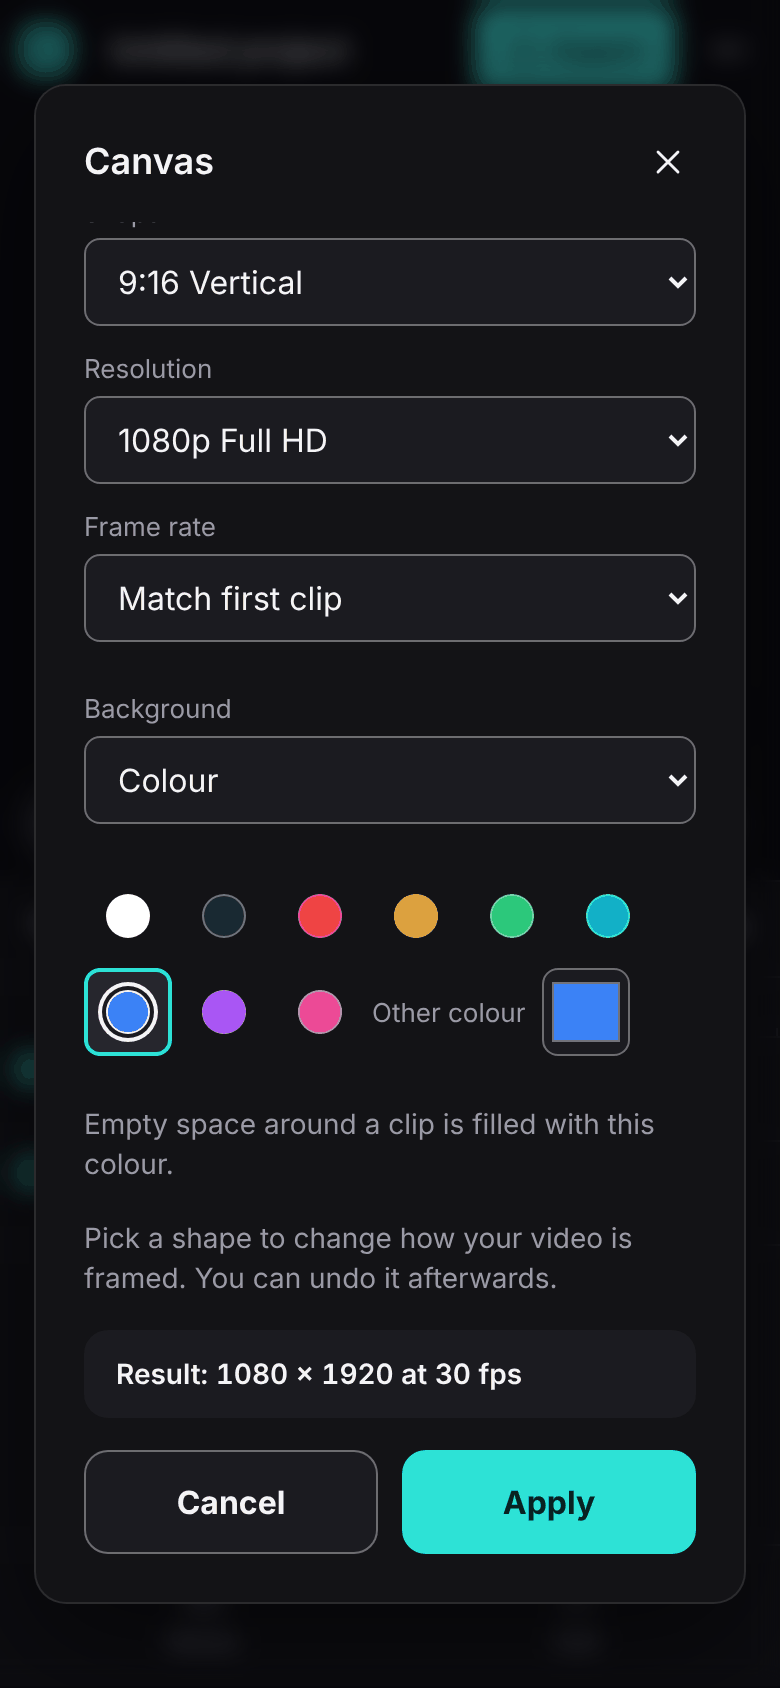 Canvas
9:16 Vertical
Resolution
1080p Full HD
Frame rate
Match first clip
Background
Colour
Other colour
Empty space around a clip is filled with this
colour.
Pick a shape to change how your video is
framed. You can undo it afterwards.
Result: 1080 × 1920 at 30 fps
Cancel
Apply